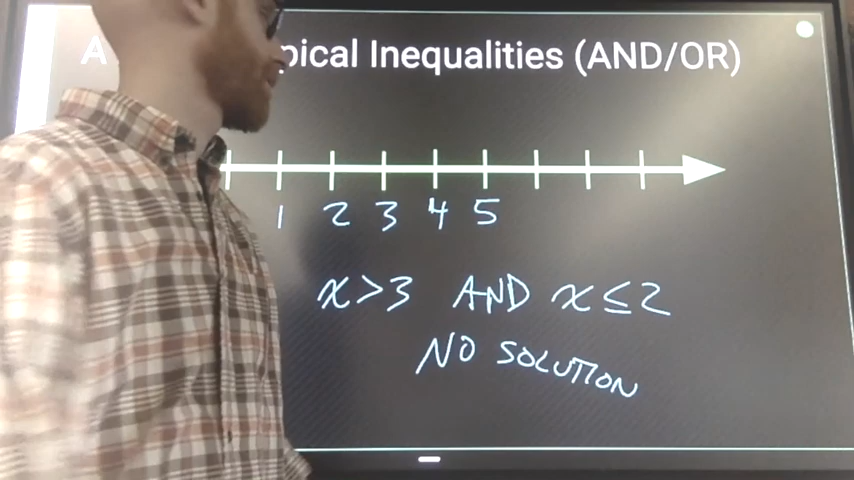 A pical Inequalities (AND/OR)
1 2 3 4 5
x>3 AND x≤2
NO SOLUTION